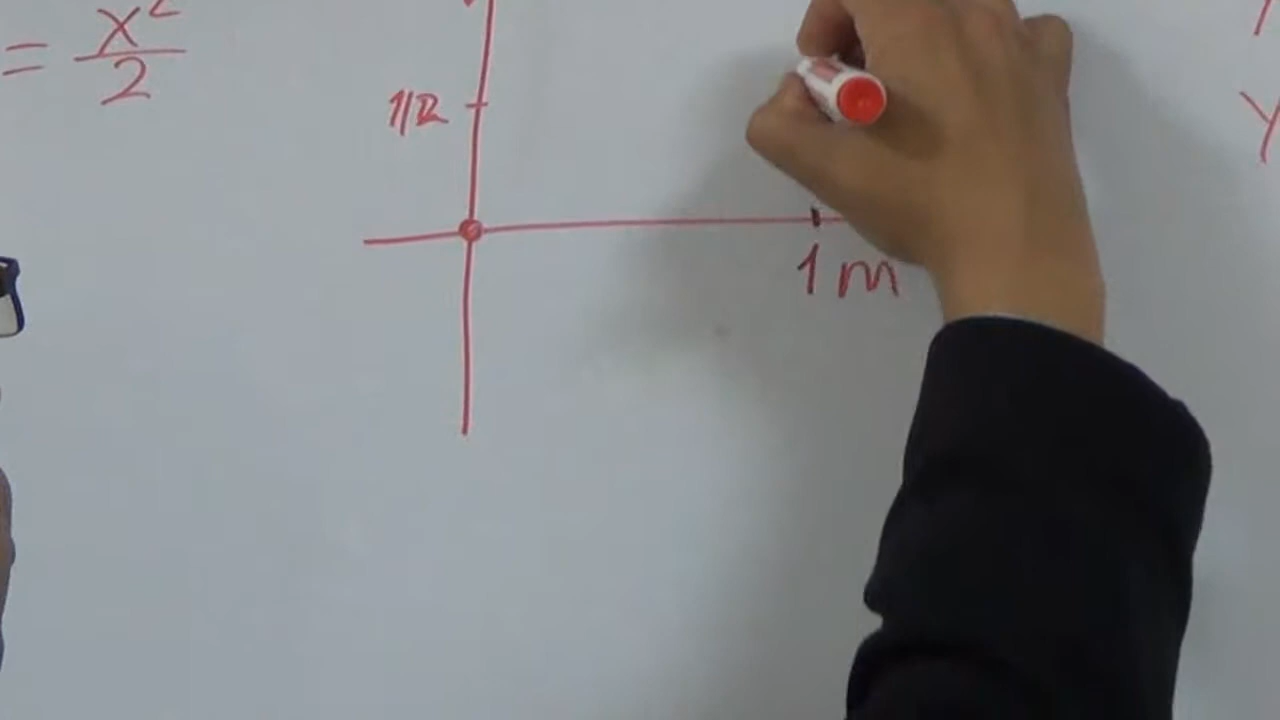 = x²/2
1/2
1 m
y
y